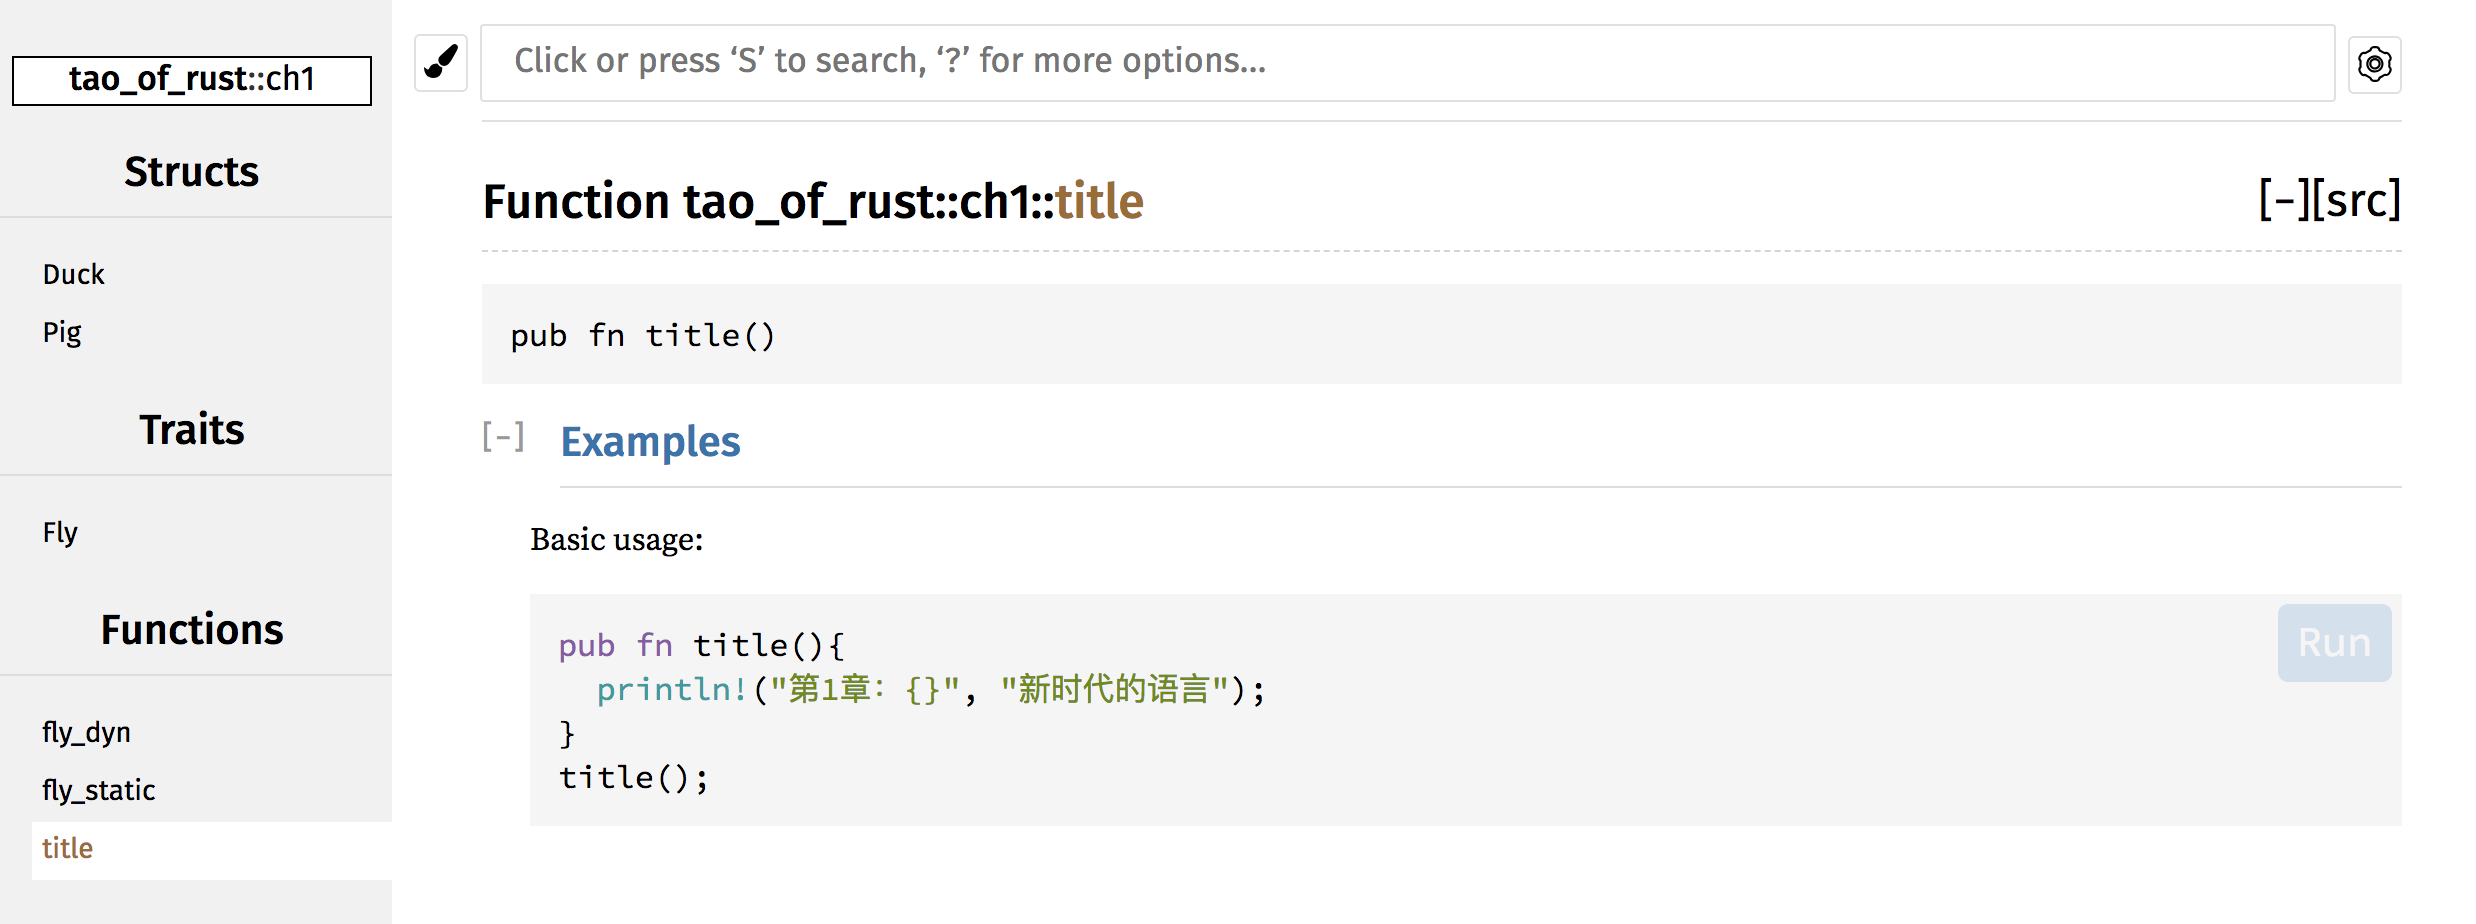 tao_of_rust::ch1
Structs
Duck
Pig
Traits
Fly
Functions
fly_dyn
fly_static
title
Click or press ‘S’ to search, ‘?’ for more options...
Function tao_of_rust::ch1::title
[-][src]
pub fn title()
[-] Examples
Basic usage:
Run
pub fn title(){
  println!("第1章：{}", "新时代的语言");
}
title();